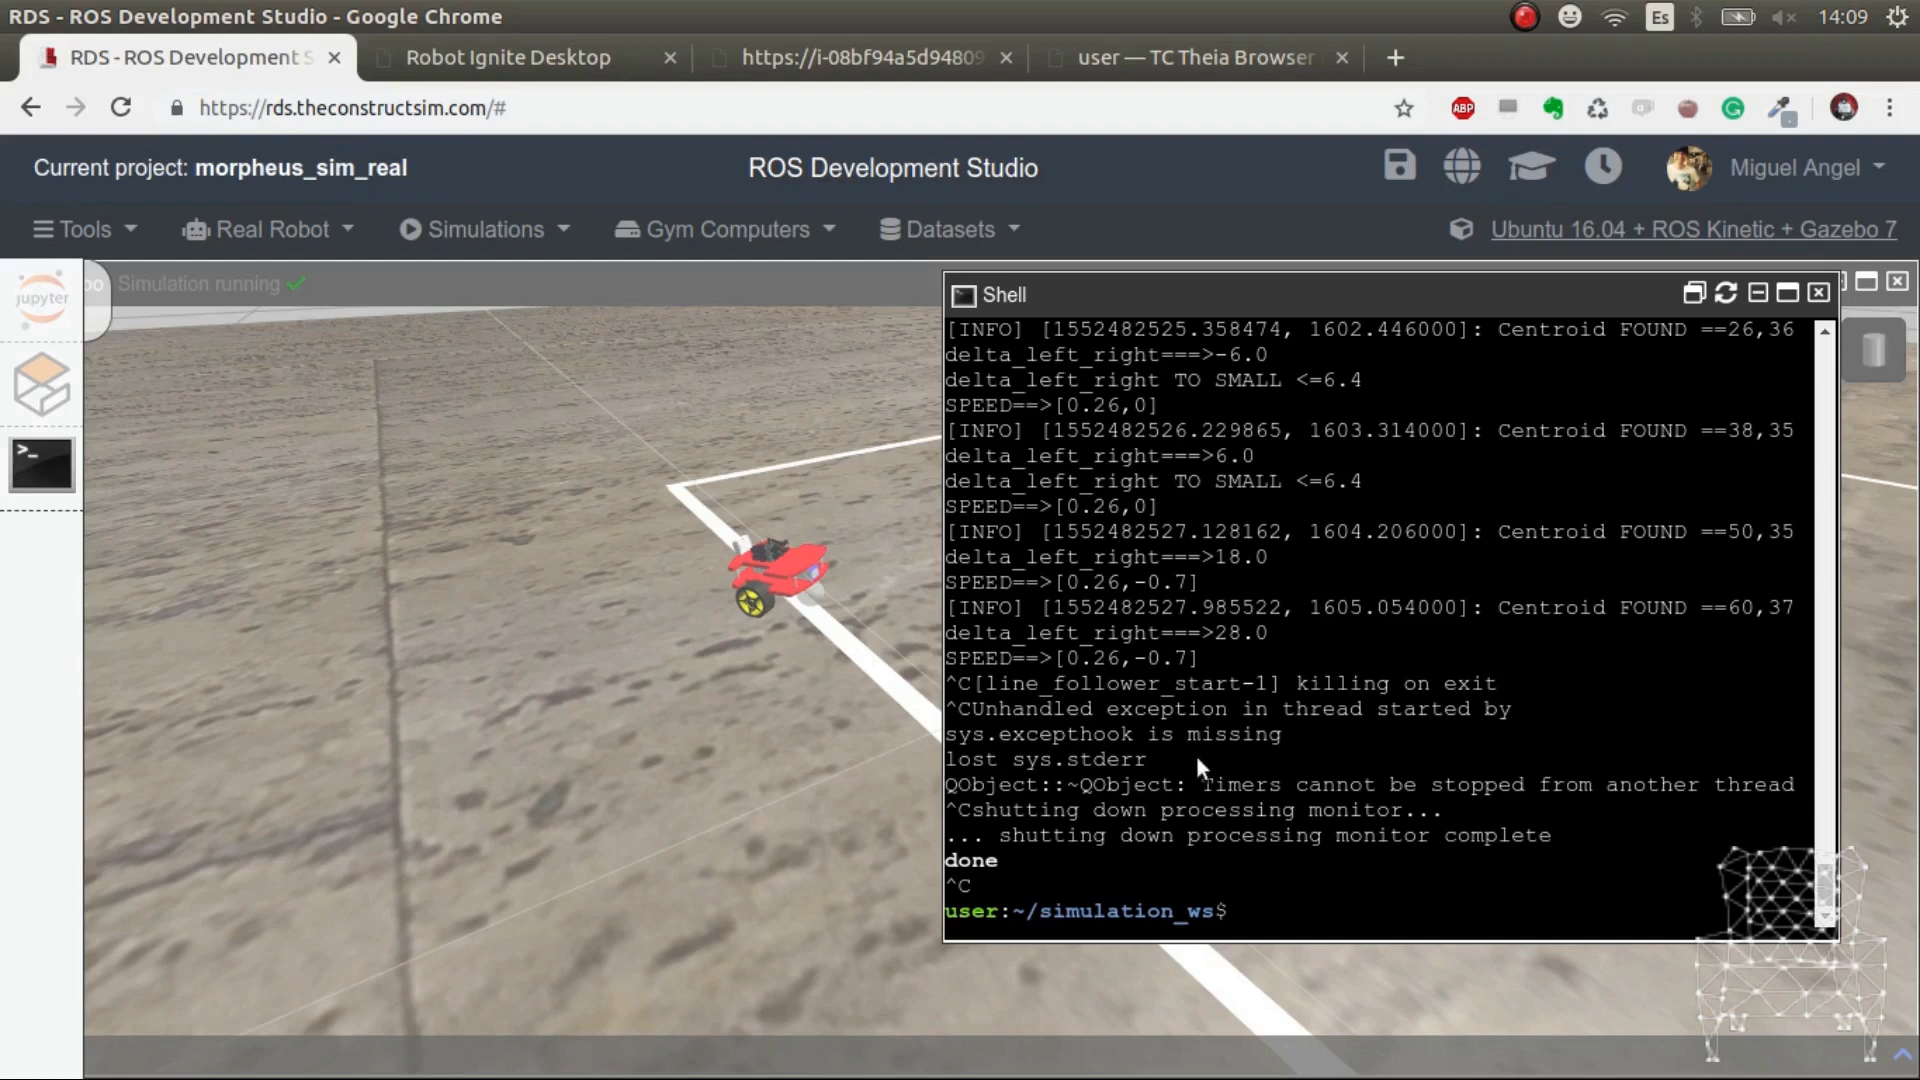 RDS - ROS Development Studio - Google Chrome
Es
14:09
RDS - ROS Development S
Robot Ignite Desktop
https://i-08bf94a5d94809
user — TC Theia Browser
https://rds.theconstructsim.com/#
ABP
Current project: morpheus_sim_real
ROS Development Studio
Miguel Angel
Tools
Real Robot
Simulations
Gym Computers
Datasets
Ubuntu 16.04 + ROS Kinetic + Gazebo 7
jupyter
Simulation running
Shell
[INFO] [1552482525.358474, 1602.446000]: Centroid FOUND ==26,36
delta_left_right===>-6.0
delta_left_right TO SMALL <=6.4
SPEED==>[0.26,0]
[INFO] [1552482526.229865, 1603.314000]: Centroid FOUND ==38,35
delta_left_right===>6.0
delta_left_right TO SMALL <=6.4
SPEED==>[0.26,0]
[INFO] [1552482527.128162, 1604.206000]: Centroid FOUND ==50,35
delta_left_right===>18.0
SPEED==>[0.26,-0.7]
[INFO] [1552482527.985522, 1605.054000]: Centroid FOUND ==60,37
delta_left_right===>28.0
SPEED==>[0.26,-0.7]
^C[line_follower_start-1] killing on exit
^CUnhandled exception in thread started by
sys.excepthook is missing
lost sys.stderr
QObject::~QObject: Timers cannot be stopped from another thread
^Cshutting down processing monitor...
... shutting down processing monitor complete
done
^C
user:~/simulation_ws$